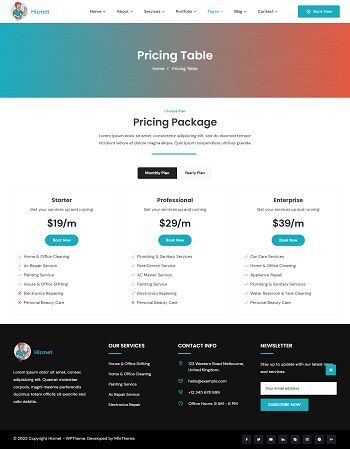 Hizmet
Home
About
Services
Portfolio
Pages
Blog
Contact
Book Now
Pricing Table
Home < Pricing Table
Choose Plan
Pricing Package
Lorem ipsum dolor sit amet, consectetur adipiscing elit, sed do eiusmod tempor
incididunt labore et dolore magna aliqua. Quis ipsum suspendisse ultrices gravida.
Monthly Plan
Yearly Plan
Starter
Get your services up and running
$19/m
Book Now
Home & Office Cleaning
Ac Repair Service
Painting Service
House & Office Shifting
Electronics Repairing
Personal Beauty Care
Professional
Get your services up and running
$29/m
Book Now
Plumbing & Sanitary Services
Pest Control Service
AC Master Service
Painting Service
Electronics Repairing
Personal Beauty Care
Enterprise
Get your services up and running
$39/m
Book Now
Car Care Services
Home & Office Cleaning
Appliance Repair
Plumbing & Sanitary Services
Water Reservoir & Tank Cleaning
Personal Beauty Care
Hizmet
Lorem ipsum dolor sit amet, consec
adipiscing elite. Quaerat molestiae
corporis, magni maxime perferendis
ducimus totam officiis sit exercite sed
odio debitis.
OUR SERVICES
House & Office Shifting
Home & Office Cleaning
Painting Service
Ac Repair Service
Electronics Repair
CONTACT INFO
123 Western Road Melbourne,
United Kingdom.
hello@example.com
+12 345 678 999
Office Hours: 9 AM - 6 PM
NEWSLETTER
Stay up to update with our latest news
and services.
Your email address
SUBSCRIBE NOW
© 2023 Copyright Hizmet - WPTheme. Developed by HiveTheme